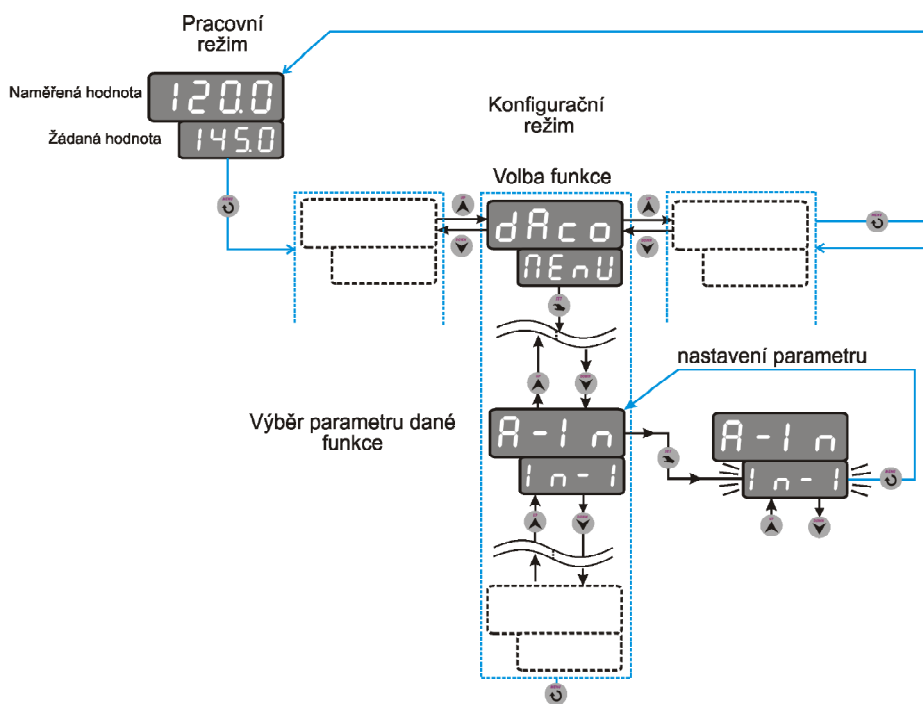 Pracovní
režim
Naměřená hodnota
120.0
Žádaná hodnota
145.0
Konfigurační
režim
Volba funkce
dAco
MEnU
nastavení parametru
Výběr parametru dané
funkce
A-In
In-1
A-In
In-1